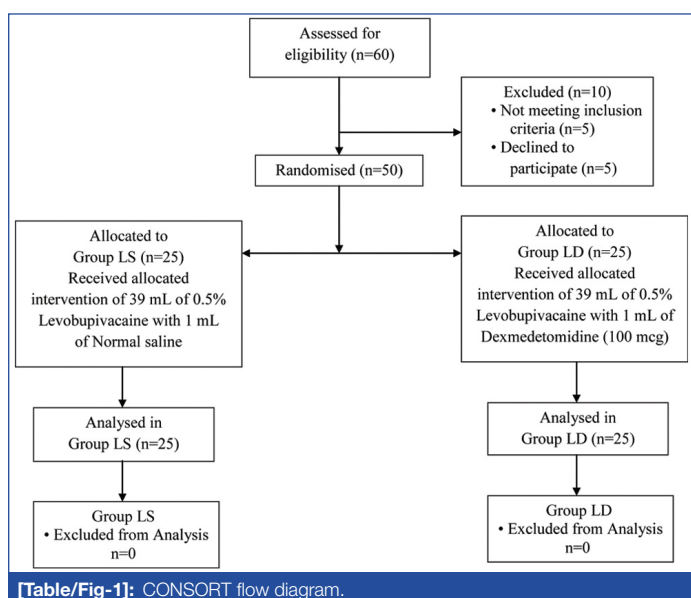 Assessed for
eligibility (n=60)
Excluded (n=10)
• Not meeting inclusion
criteria (n=5)
• Declined to
participate (n=5)
Randomised (n=50)
Allocated to
Group LS (n=25)
Received allocated
intervention of 39 mL of 0.5%
Levobupivacaine with 1 mL
of Normal saline
Allocated to
Group LD (n=25)
Received allocated
intervention of 39 mL of 0.5%
Levobupivacaine with 1 mL of
Dexmedetomidine (100 mcg)
Analysed in
Group LS (n=25)
Analysed in
Group LD (n=25)
Group LS
• Excluded from Analysis
n=0
Group LD
• Excluded from Analysis
n=0
[Table/Fig-1]: CONSORT flow diagram.